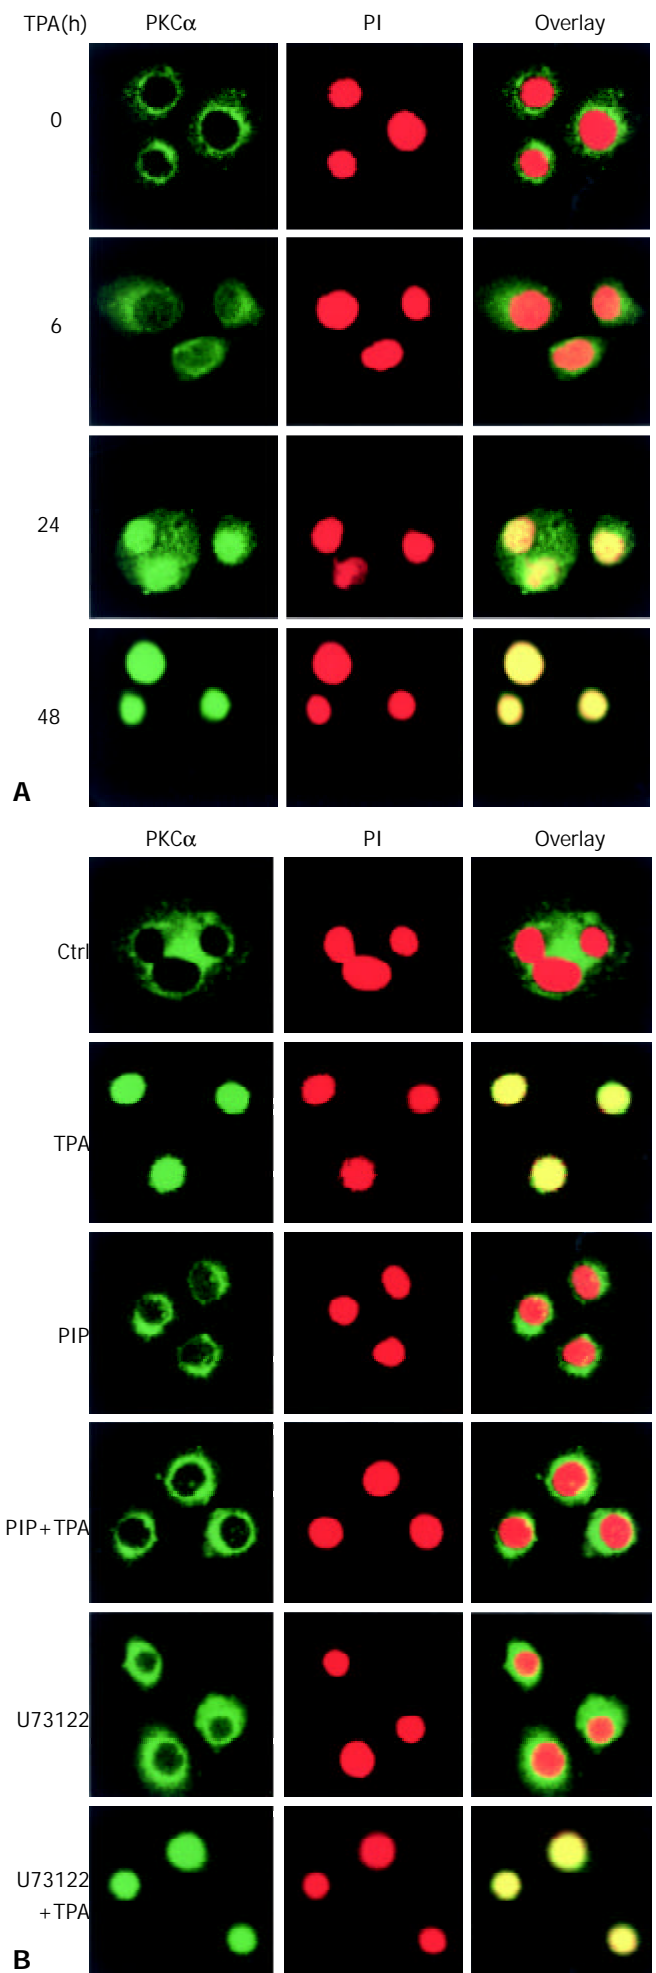 TPA(h) PKCα PI Overlay
0
6
24
48
A
PKCα PI Overlay
Ctrl
TPA
PIP
PIP+TPA
U73122
U73122
+TPA
B